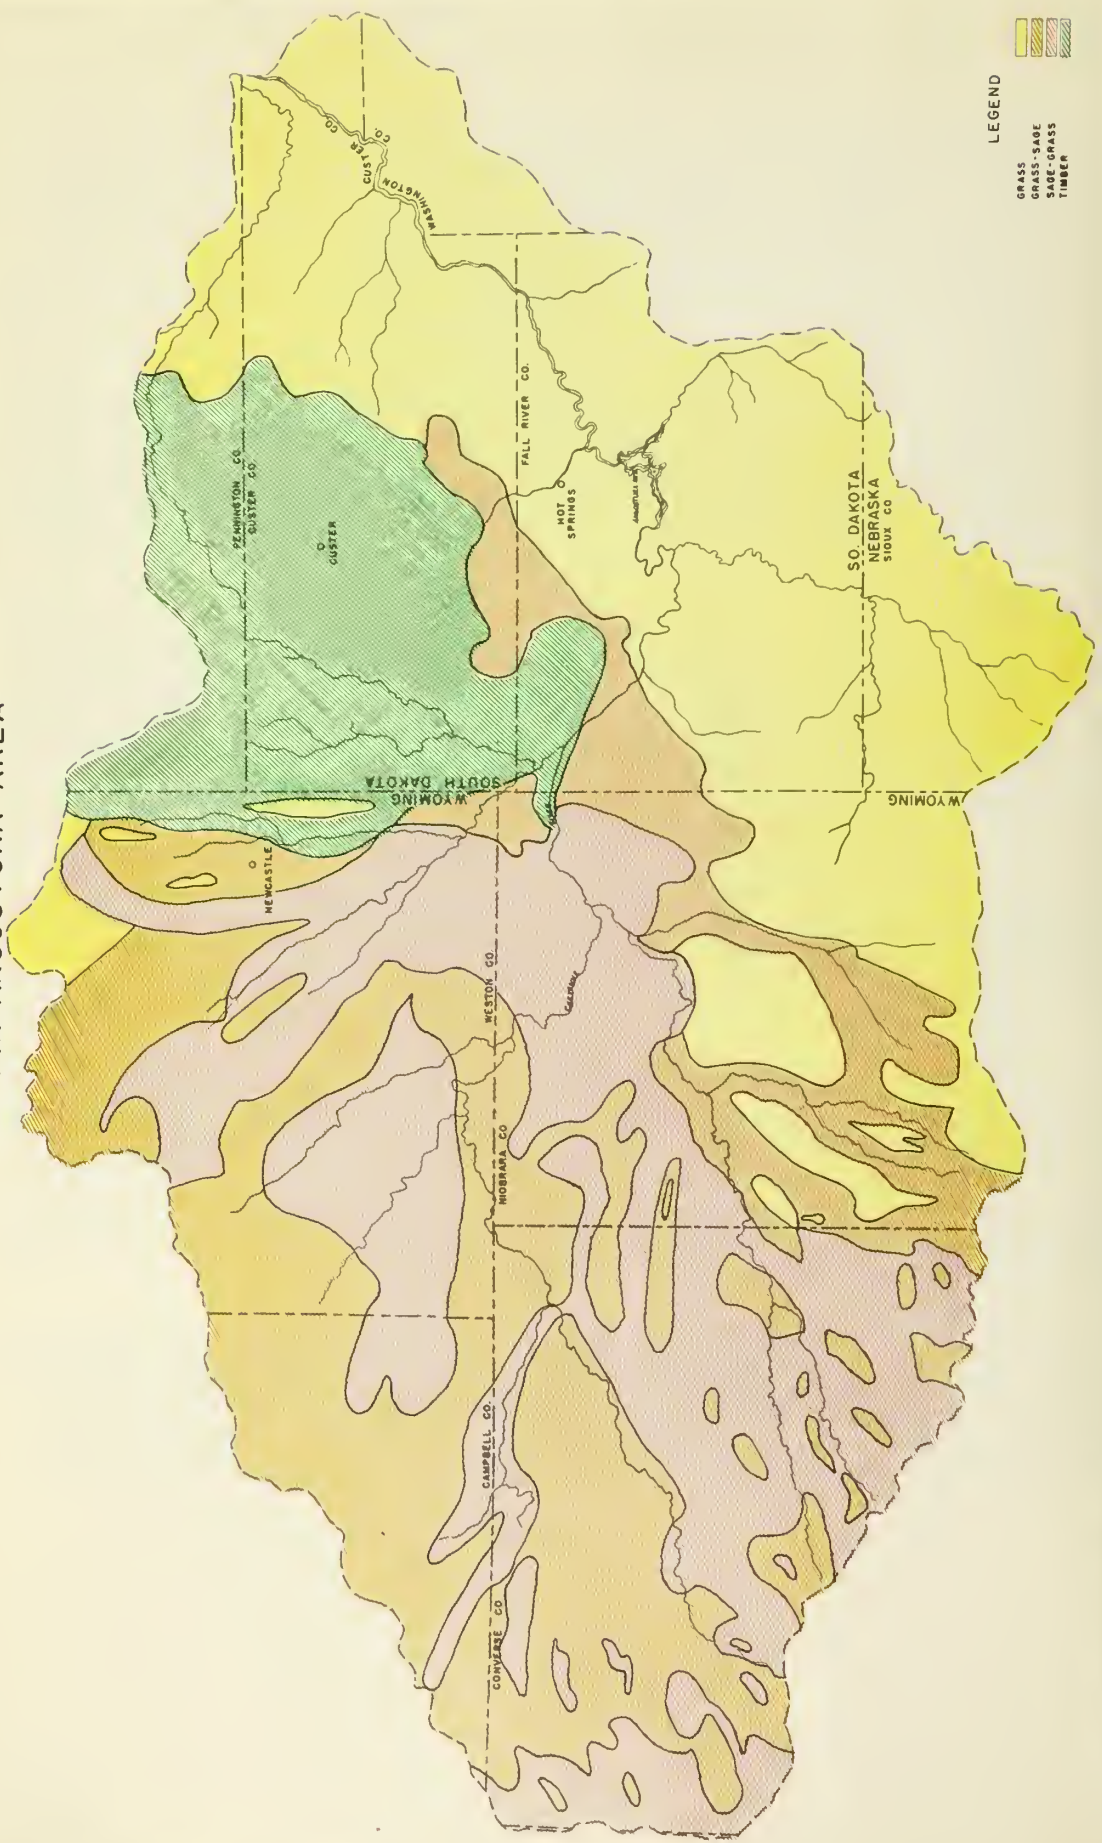 PENNINGTON CO.
CUSTER CO.
CUSTER
CUSTER CO.
WASHINGTON CO.
FALL RIVER CO.
HOT
SPRINGS
SO. DAKOTA
NEBRASKA
SIOUX CO
SOUTH DAKOTA
WYOMING
WYOMING
NEWCASTLE
WESTON CO.
NIOBRARA CO
CAMPBELL CO.
CONVERSE CO
LEGEND
GRASS
GRASS-SAGE
SAGE-GRASS
TIMBER